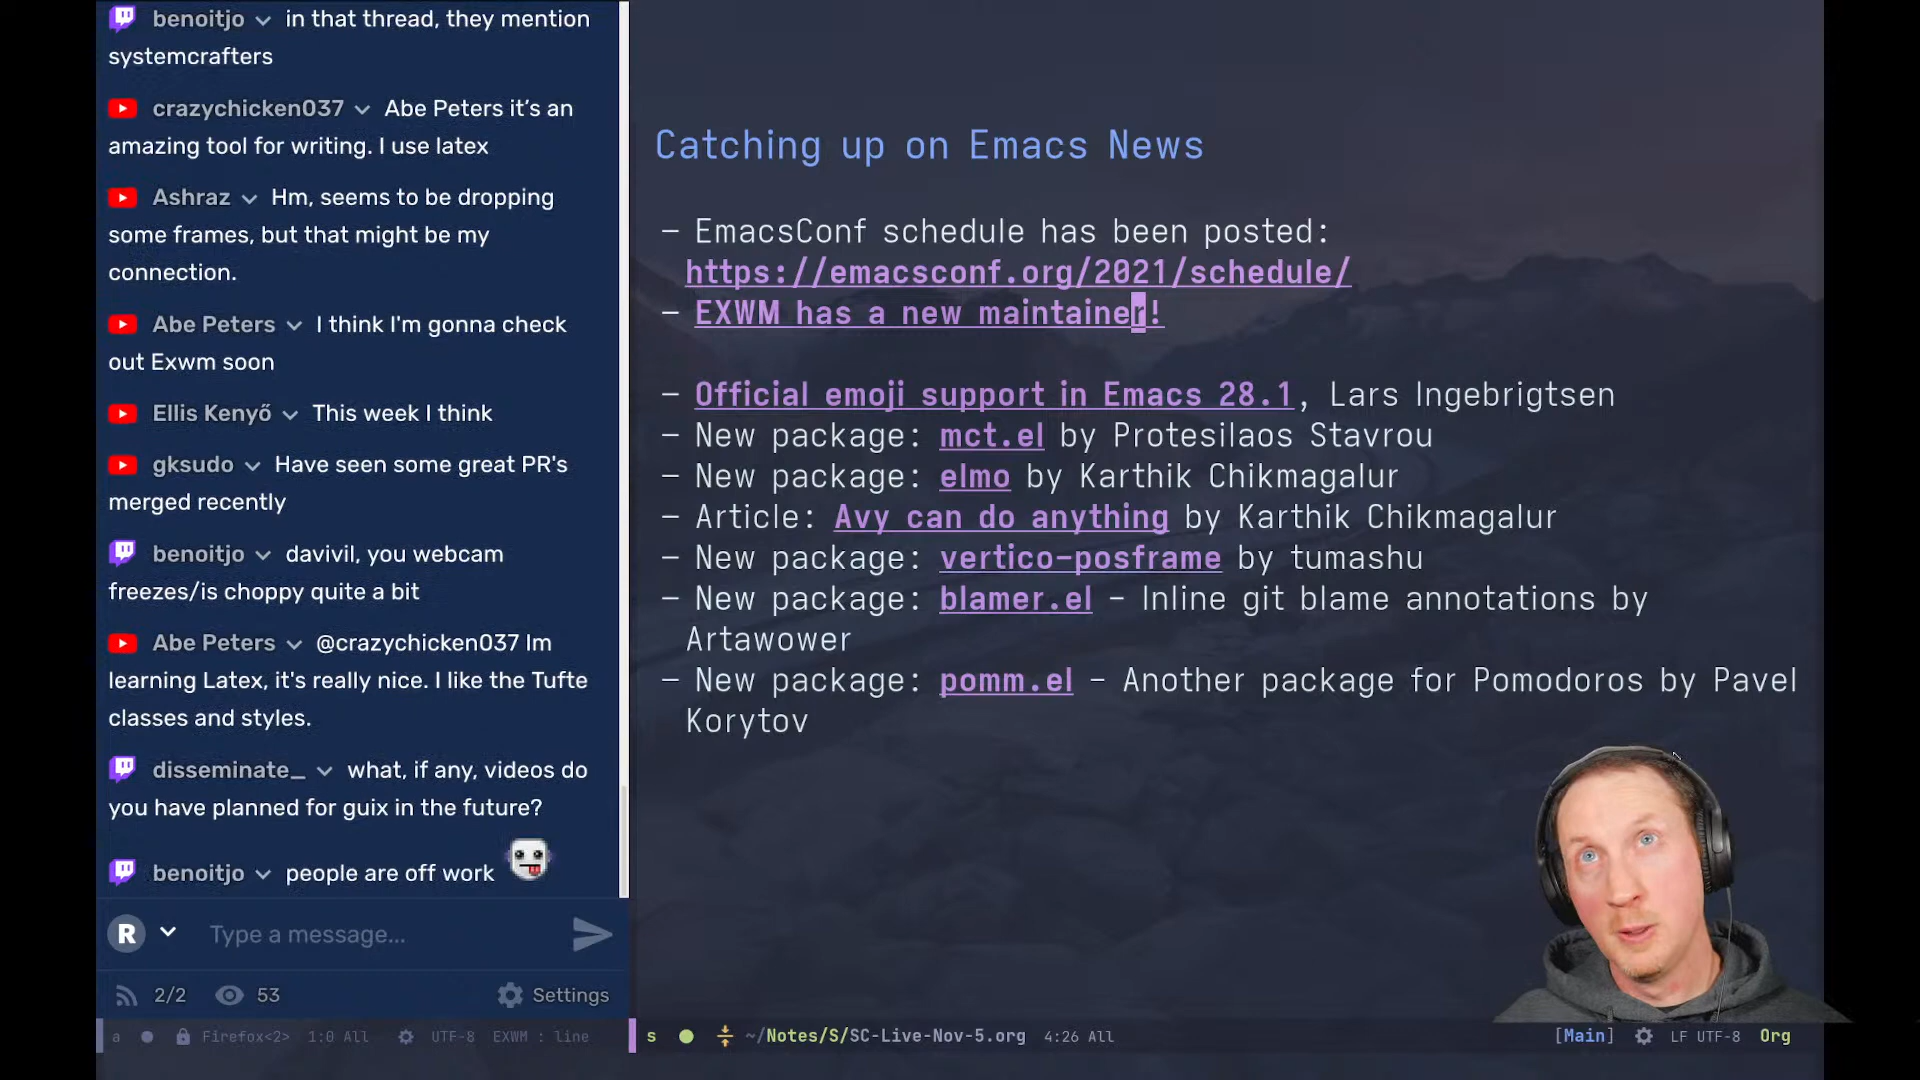 benoitjo in that thread, they mention
systemcrafters
crazychicken037 Abe Peters it’s an
amazing tool for writing. I use latex
Ashraz Hm, seems to be dropping
some frames, but that might be my
connection.
Abe Peters I think I'm gonna check
out Exwm soon
Ellis Kenyő This week I think
gksudo Have seen some great PR's
merged recently
benoitjo davivil, you webcam
freezes/is choppy quite a bit
Abe Peters @crazychicken037 Im
learning Latex, it's really nice. I like the Tufte
classes and styles.
disseminate_ what, if any, videos do
you have planned for guix in the future?
benoitjo people are off work
R Type a message...
2/2 53 Settings
a Firefox<2> 1:0 All UTF-8 EXWM : line
Catching up on Emacs News
- EmacsConf schedule has been posted:
https://emacsconf.org/2021/schedule/
- EXWM has a new maintainer!
- Official emoji support in Emacs 28.1, Lars Ingebrigtsen
- New package: mct.el by Protesilaos Stavrou
- New package: elmo by Karthik Chikmagalur
- Article: Avy can do anything by Karthik Chikmagalur
- New package: vertico-posframe by tumashu
- New package: blamer.el - Inline git blame annotations by
Artawower
- New package: pomm.el - Another package for Pomodoros by Pavel
Korytov
s ~/Notes/S/SC-Live-Nov-5.org 4:26 All [Main] LF UTF-8 Org